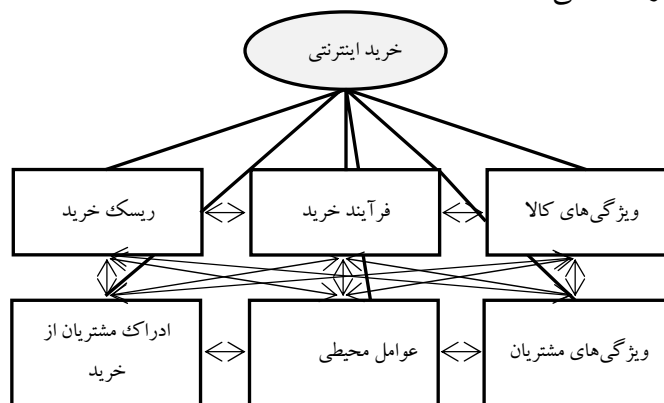 خرید اینترنتی
ویژگی‌های کالا
فرآیند خرید
ریسک خرید
ویژگی‌های مشتریان
عوامل محیطی
ادراک مشتریان از
خرید